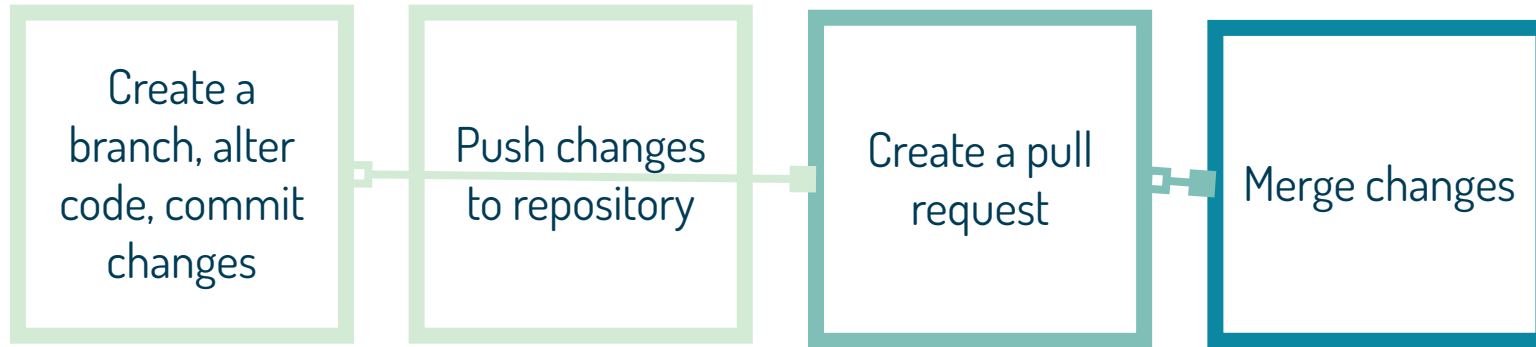 Create a
branch, alter
code, commit
changes
Push changes
to repository
Create a pull
request
Merge changes